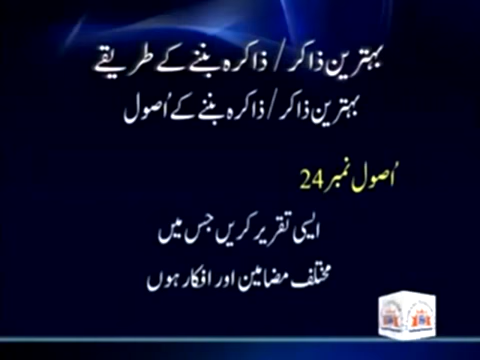 بہترین ذاکر / ذاکرہ بننے کے طریقے
بہترین ذاکر / ذاکرہ بننے کے اُصول
اُصول نمبر 24
ایسی تقریر کریں جس میں
مختلف مضامین اور افکار ہوں